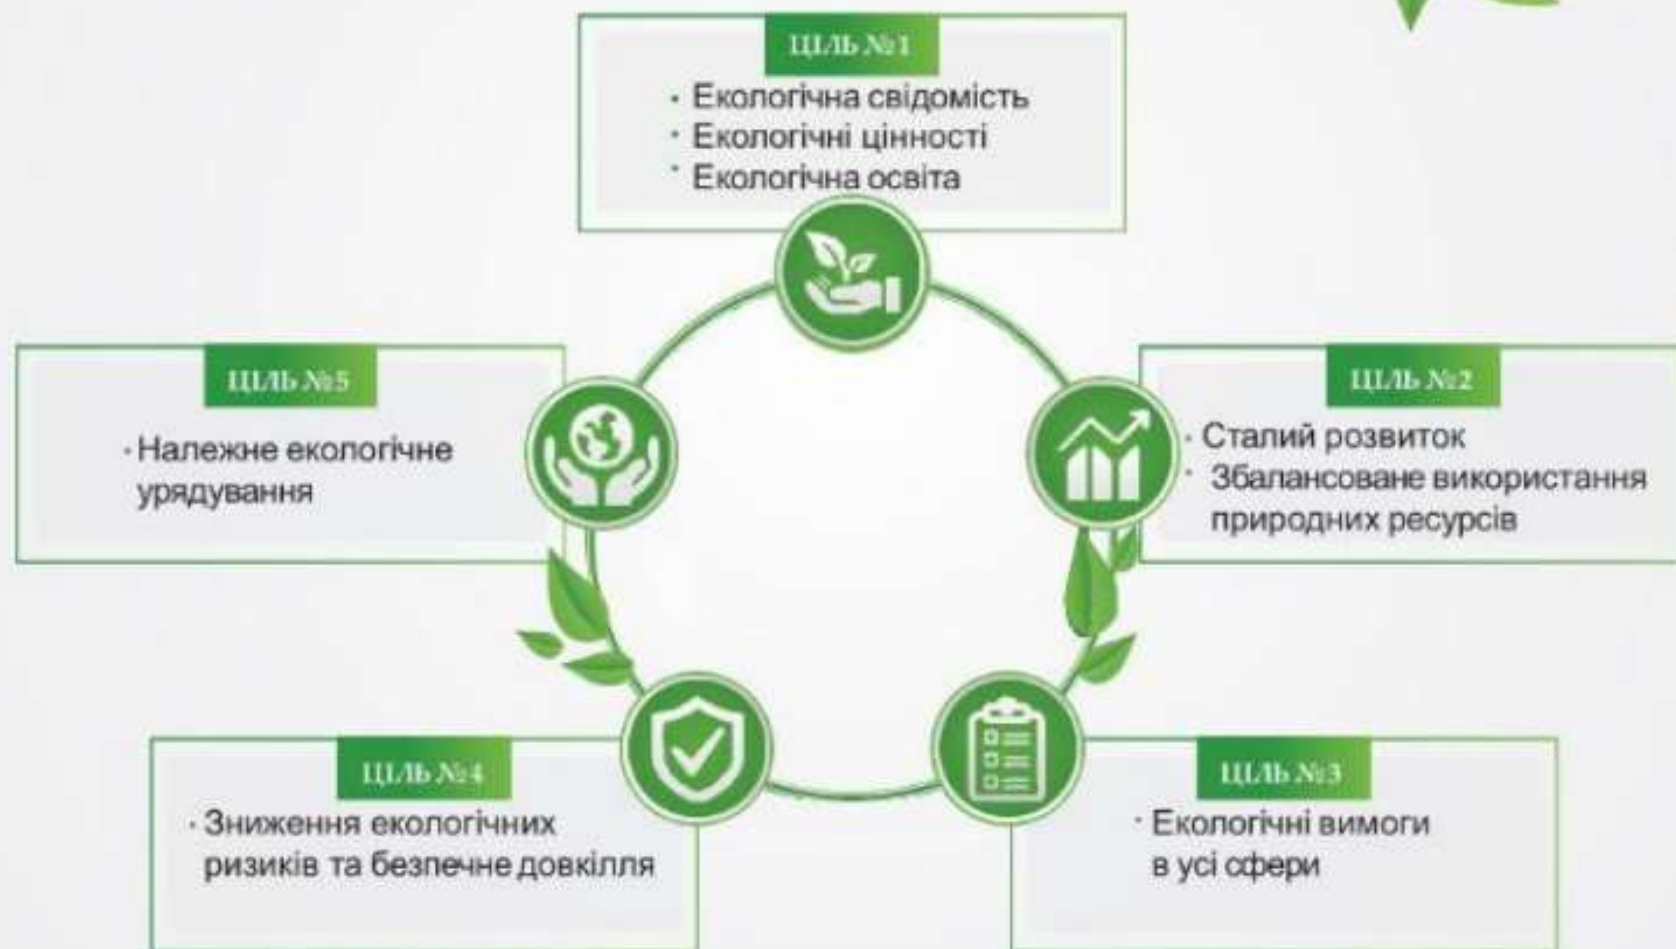 ЦІЛЬ №1
· Екологічна свідомість
· Екологічні цінності
· Екологічна освіта
ЦІЛЬ №2
· Сталий розвиток
· Збалансоване використання
природних ресурсів
ЦІЛЬ №3
· Екологічні вимоги
в усі сфери
ЦІЛЬ №4
· Зниження екологічних
ризиків та безпечне довкілля
ЦІЛЬ №5
· Належне екологічне
урядування